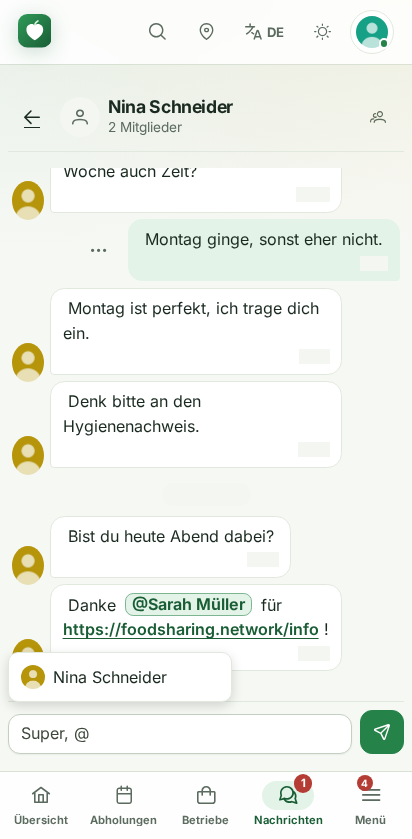 DE
Nina Schneider
2 Mitglieder
Woche auch Zeit?
Montag ginge, sonst eher nicht.
Montag ist perfekt, ich trage dich
ein.
Denk bitte an den
Hygienenachweis.
Bist du heute Abend dabei?
Danke @Sarah Müller für
https://foodsharing.network/info !
Nina Schneider
Super, @
1
4
Übersicht
Abholungen
Betriebe
Nachrichten
Menü